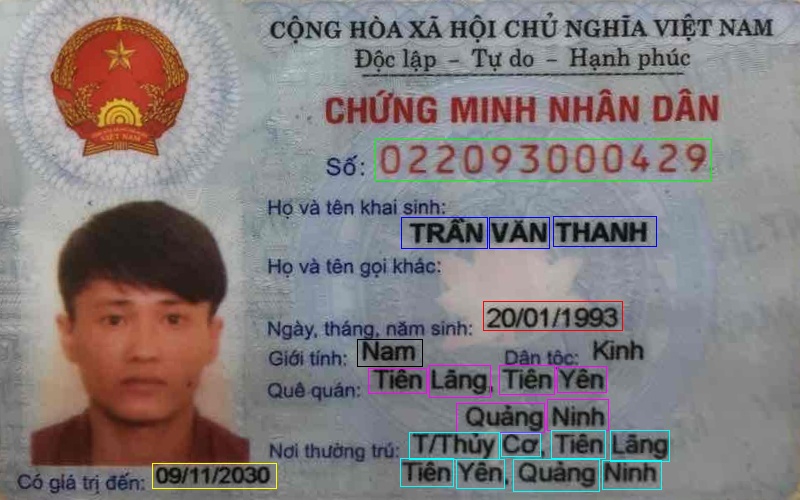 CỘNG HÒA XÃ HỘI CHỦ NGHĨA VIỆT NAM
Độc lập - Tự do - Hạnh phúc
CHỨNG MINH NHÂN DÂN
Số: 022093000429
Họ và tên khai sinh:
TRẦN VĂN THANH
Họ và tên gọi khác:
Ngày, tháng, năm sinh: 20/01/1993
Giới tính: Nam Dân tộc: Kinh
Quê quán: Tiên Lãng, Tiên Yên
Quảng Ninh
Nơi thường trú: T/Thủy Cơ, Tiên Lãng
Tiên Yên, Quảng Ninh
Có giá trị đến: 09/11/2030